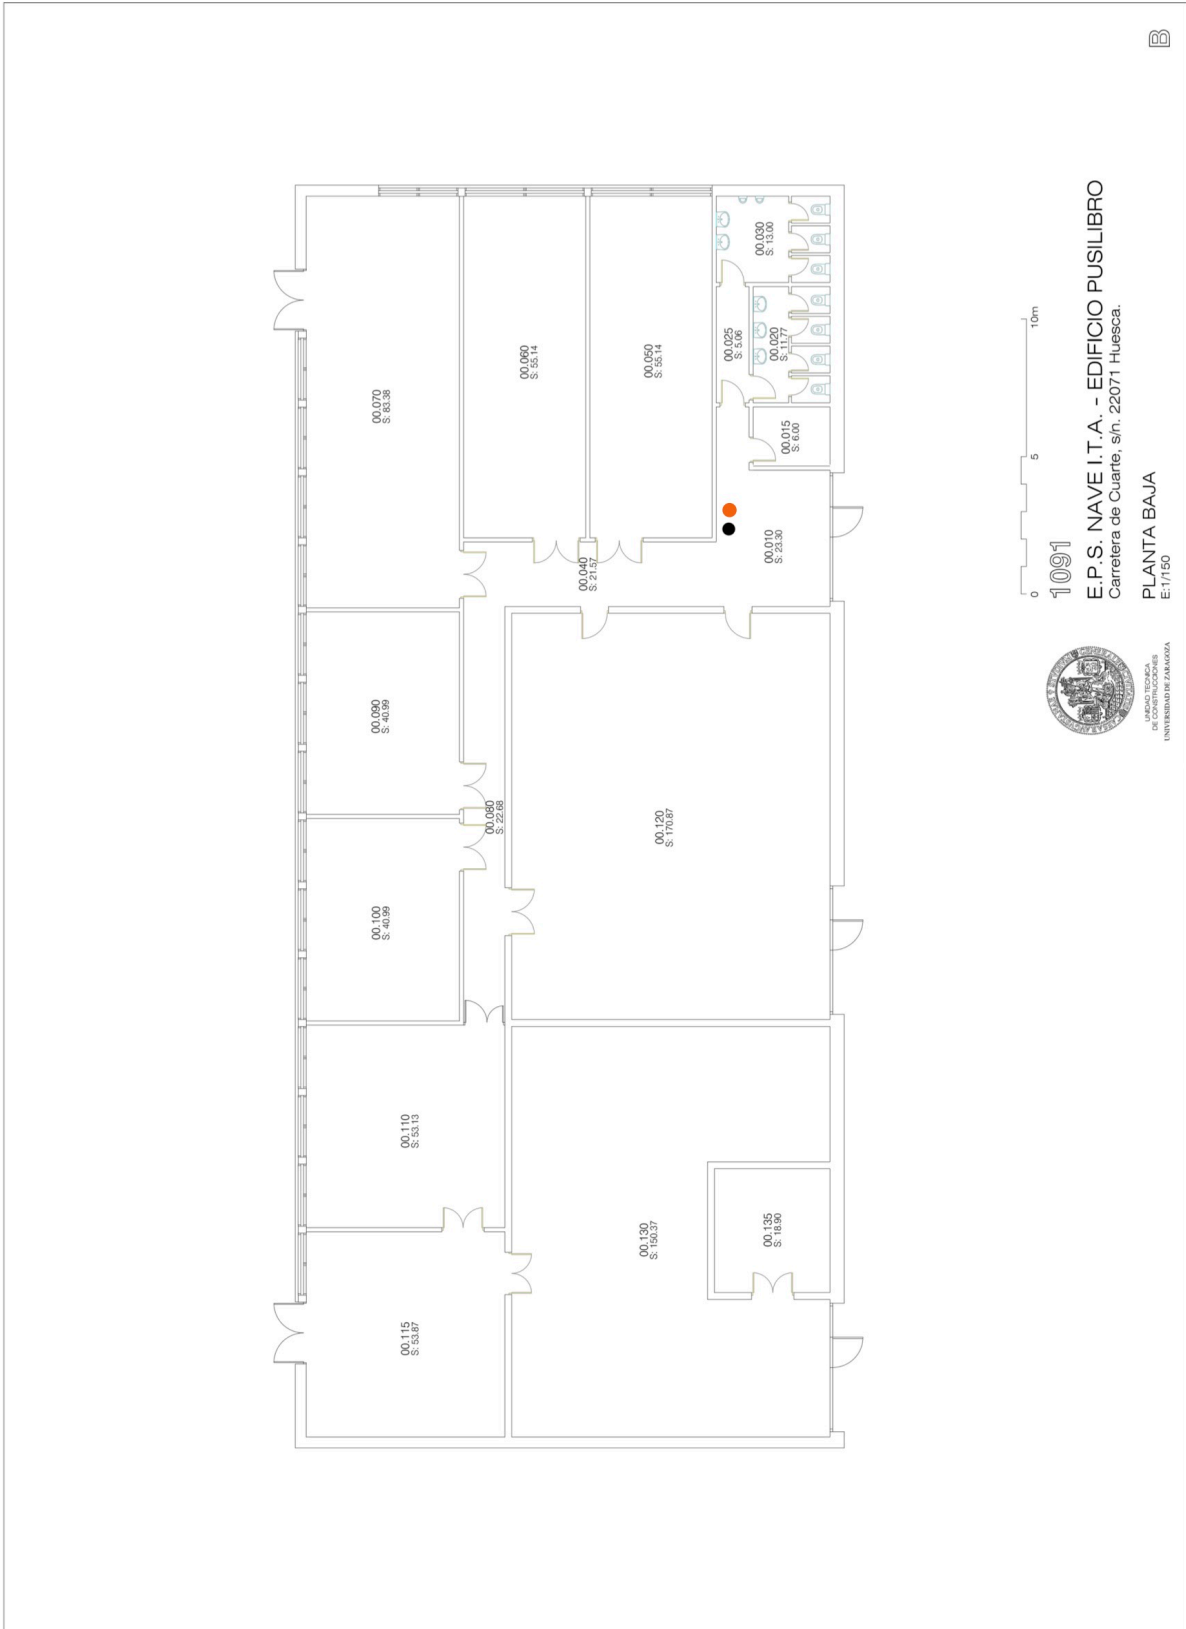 00.115
S: 53.87
00.110
S: 53.13
00.100
S: 40.99
00.090
S: 40.99
00.070
S: 83.38
00.080
S: 22.68
00.060
S: 55.14
00.040
S: 21.57
00.050
S: 55.14
00.130
S: 150.37
00.120
S: 170.87
00.135
S: 18.90
00.010
S: 23.30
00.015
S: 6.00
00.025
S: 5.06
00.020
S: 11.77
00.030
S: 13.00
0 5 10m
1091
E.P.S. NAVE I.T.A. - EDIFICIO PUSILIBRO
Carretera de Cuarte, s/n. 22071 Huesca.
PLANTA BAJA
E:1/150
UNIDAD TECNICA
DE CONSTRUCCIONES
UNIVERSIDAD DE ZARAGOZA
B